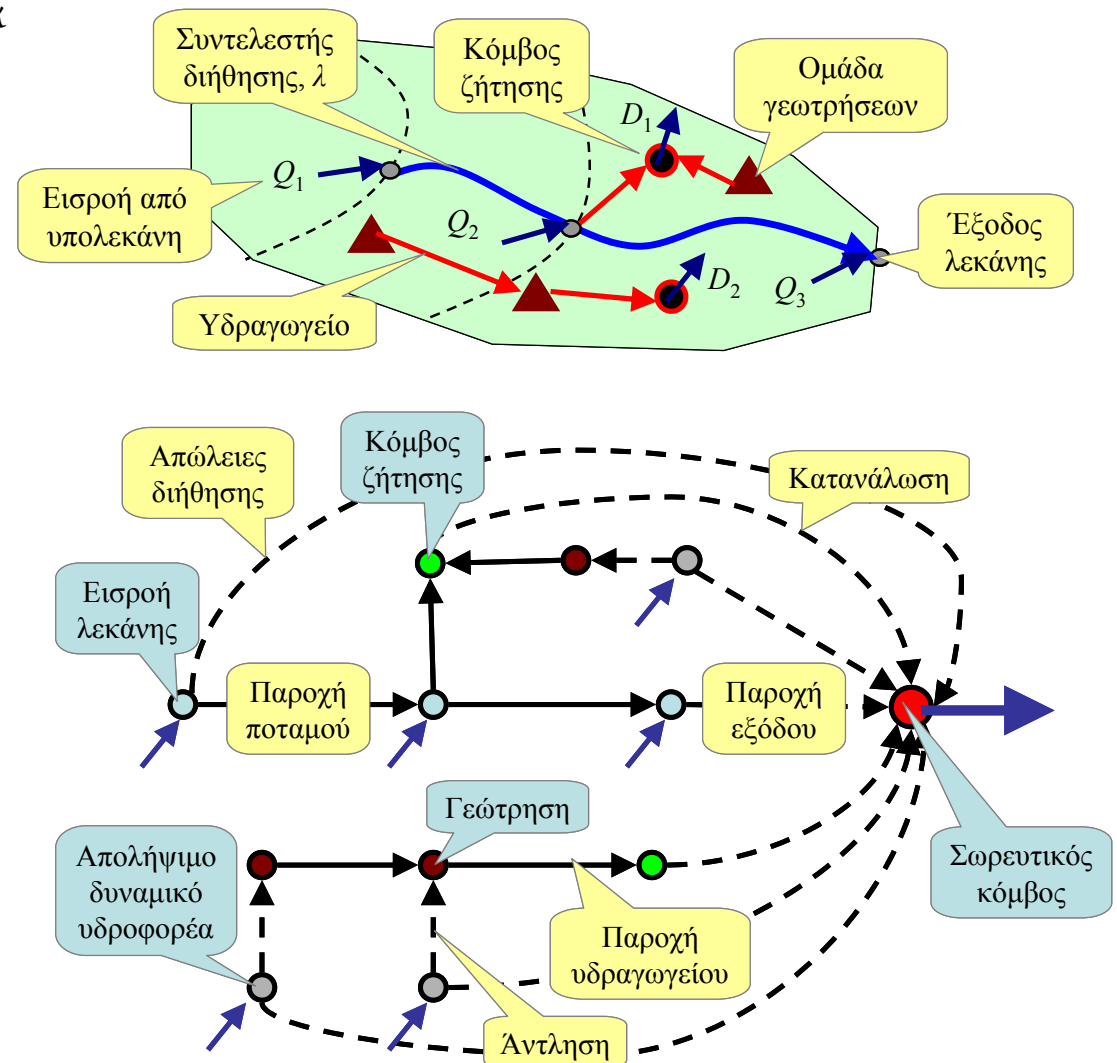 Συντελεστής
διήθησης, λ
Κόμβος
ζήτησης
Ομάδα
γεωτρήσεων
D1
Q1
Εισροή από
υπολεκάνη
Q2
Έξοδος
λεκάνης
D2
Q3
Υδραγωγείο
Απώλειες
διήθησης
Κόμβος
ζήτησης
Κατανάλωση
Εισροή
λεκάνης
Παροχή
ποταμού
Παροχή
εξόδου
Γεώτρηση
Απολήψιμο
δυναμικό
υδροφορέα
Σωρευτικός
κόμβος
Παροχή
υδραγωγείου
Άντληση